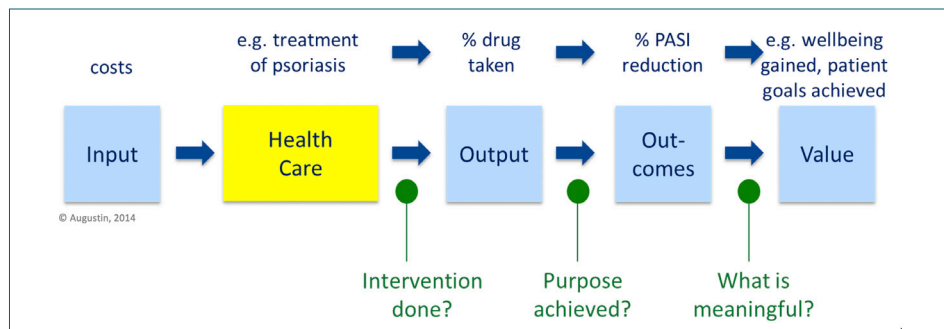 costs
e.g. treatment
of psoriasis
% drug
taken
% PASI
reduction
e.g. wellbeing
gained, patient
goals achieved
Input
Health
Care
Output
Out-
comes
Value
© Augustin, 2014
Intervention
done?
Purpose
achieved?
What is
meaningful?